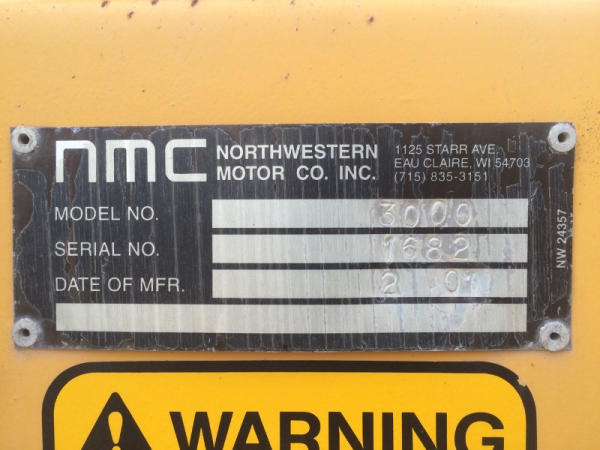 nmc NORTHWESTERN MOTOR CO. INC.
1125 STARR AVE.
EAU CLAIRE, WI 54703
(715) 835-3151
MODEL NO. 3000
SERIAL NO. 1682
DATE OF MFR. 2 01
NW 24357
WARNING